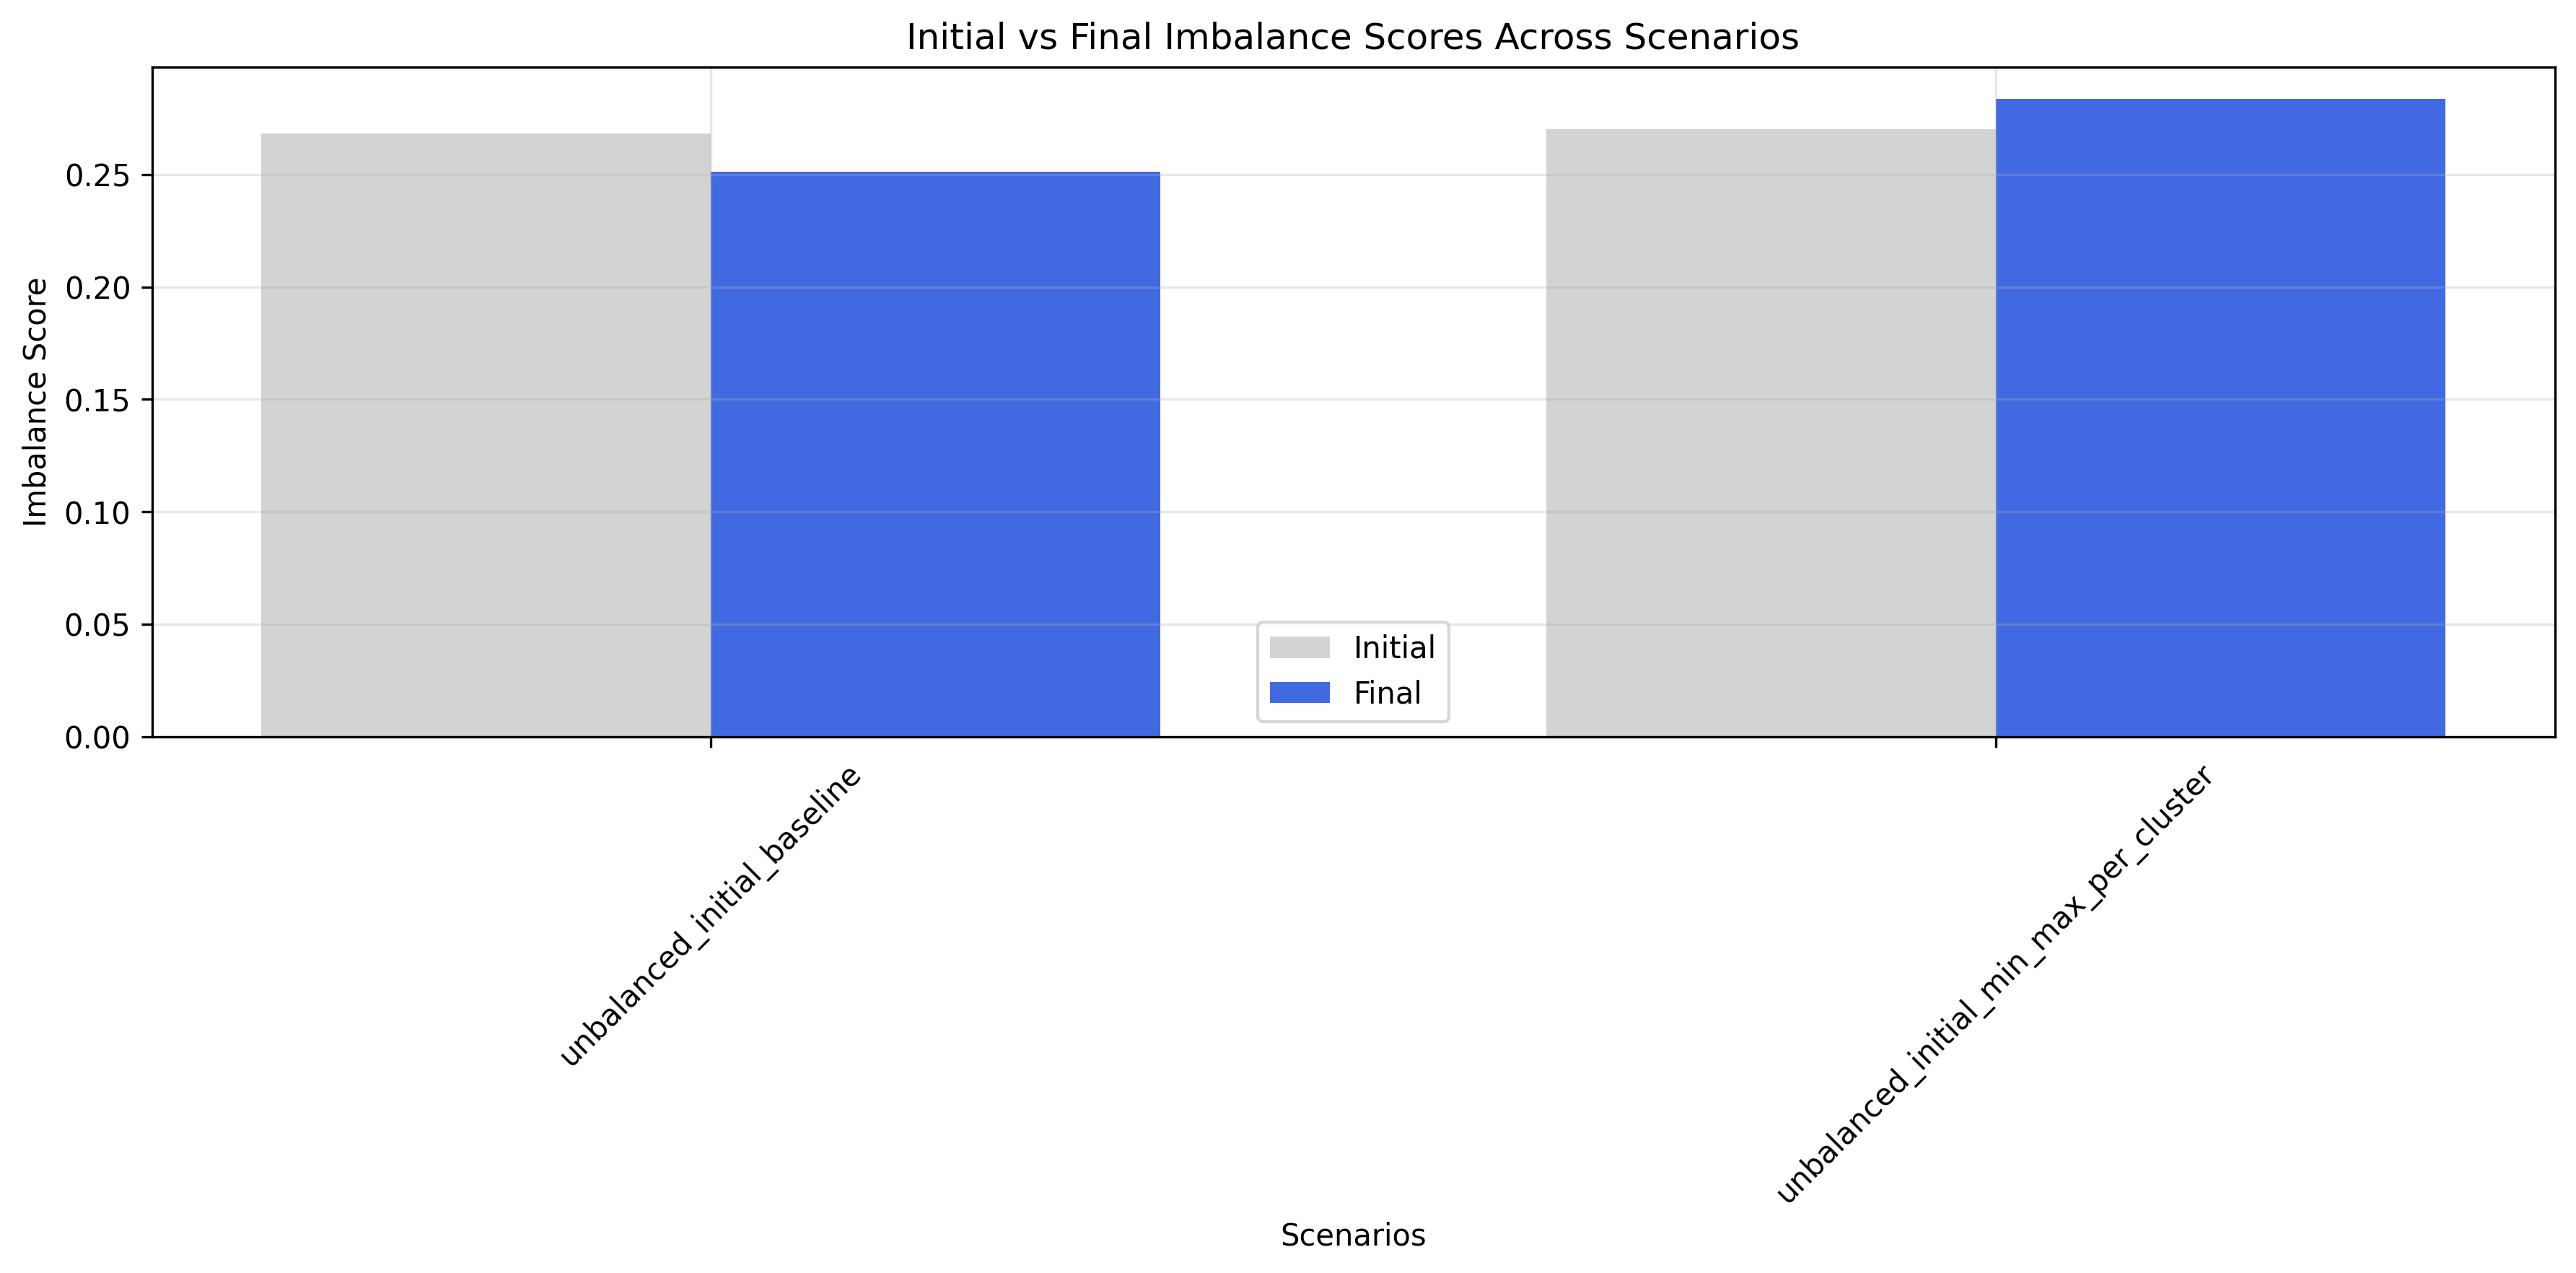 Initial vs Final Imbalance Scores Across Scenarios
Imbalance Score
0.25
0.20
0.15
0.10
0.05
0.00
Initial
Final
unbalanced_initial_baseline
unbalanced_initial_min_max_per_cluster
Scenarios